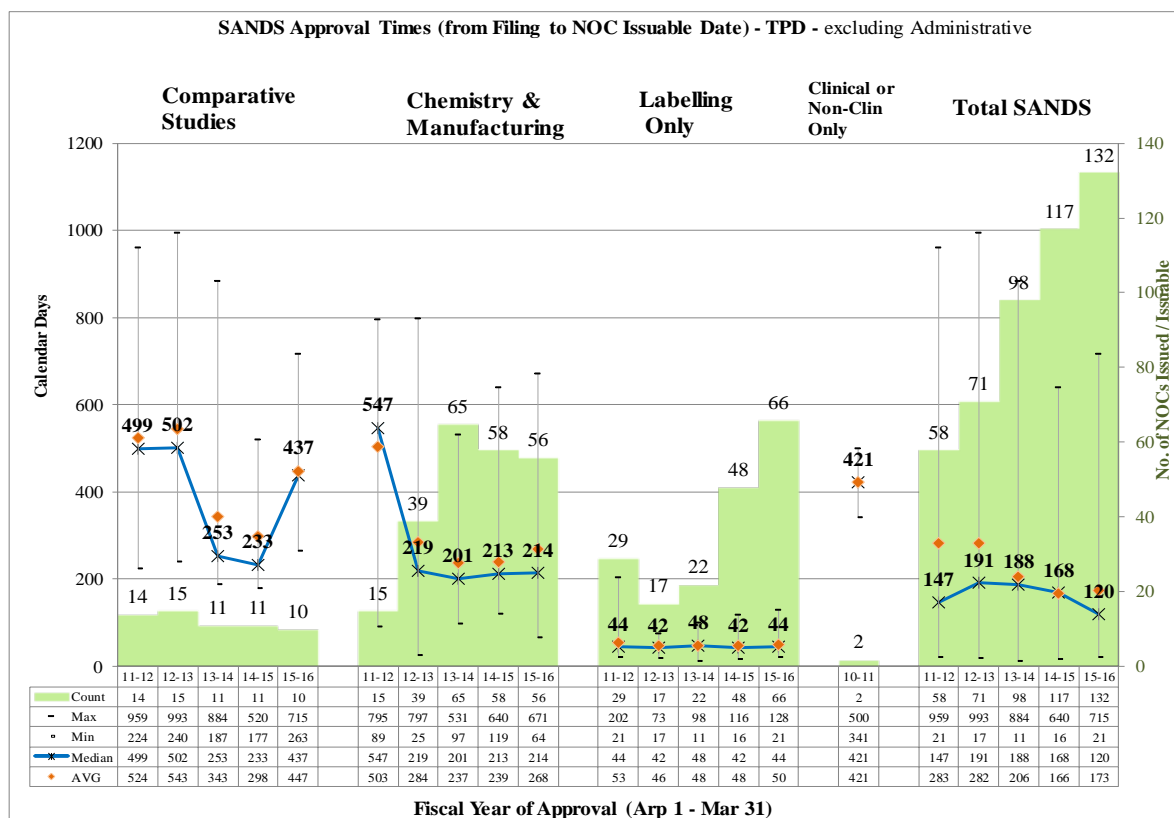 SANDS Approval Times (from Filing to NOC Issuable Date) - TPD - excluding Administrative
Comparative Studies
Chemistry & Manufacturing
Labelling Only
Clinical or Non-Clin Only
Total SANDS
Calendar Days
1200
1000
800
600
400
200
0
No. of NOCs Issued / Issuable
140
120
100
80
60
40
20
0
499 502 253 233 437
14 15 11 11 10
547 219 201 213 214
15 39 65 58 56
44 42 48 42 44
29 17 22 48 66
421
2
147 191 188 168 120
58 71 98 117 132
11-12 12-13 13-14 14-15 15-16 11-12 12-13 13-14 14-15 15-16 11-12 12-13 13-14 14-15 15-16 10-11 11-12 12-13 13-14 14-15 15-16
Count 14 15 11 11 10 15 39 65 58 56 29 17 22 48 66 2 58 71 98 117 132
Max 959 993 884 520 715 795 797 531 640 671 202 73 98 116 128 500 959 993 884 640 715
Min 224 240 187 177 263 89 25 97 119 64 21 17 11 16 21 341 21 17 11 16 21
Median 499 502 253 233 437 547 219 201 213 214 44 42 48 42 44 421 147 191 188 168 120
AVG 524 543 343 298 447 503 284 237 239 268 53 46 48 48 50 421 283 282 206 166 173
Fiscal Year of Approval (Arp 1 - Mar 31)